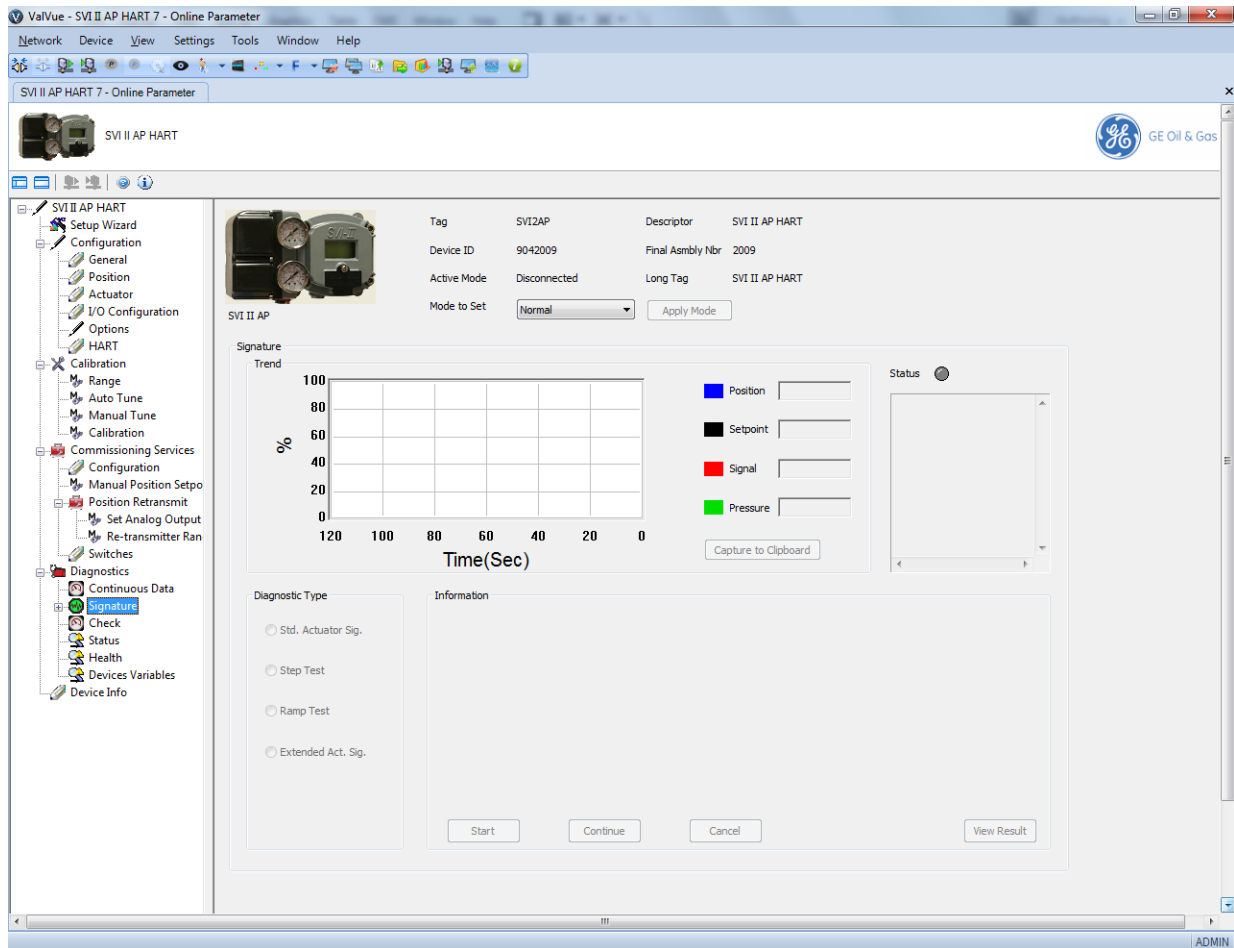 ValVue - SVI II AP HART 7 - Online Parameter
Network Device View Settings Tools Window Help
SVI II AP HART 7 - Online Parameter
SVI II AP HART
GE Oil & Gas
SVI II AP HART
Setup Wizard
Configuration
General
Position
Actuator
I/O Configuration
Options
HART
Calibration
Range
Auto Tune
Manual Tune
Calibration
Commissioning Services
Configuration
Manual Position Setpo
Position Retransmit
Set Analog Output
Re-transmitter Ran
Switches
Diagnostics
Continuous Data
Signature
Check
Status
Health
Devices Variables
Device Info
SVI II AP
Tag SVI2AP Descriptor SVI II AP HART
Device ID 9042009 Final Asmbly Nbr 2009
Active Mode Disconnected Long Tag SVI II AP HART
Mode to Set Normal Apply Mode
Signature
Trend
100
80
60
40
20
0
%
120 100 80 60 40 20 0
Time(Sec)
Position
Setpoint
Signal
Pressure
Capture to Clipboard
Status
Diagnostic Type
Std. Actuator Sig.
Step Test
Ramp Test
Extended Act. Sig.
Information
Start Continue Cancel View Result
ADMIN